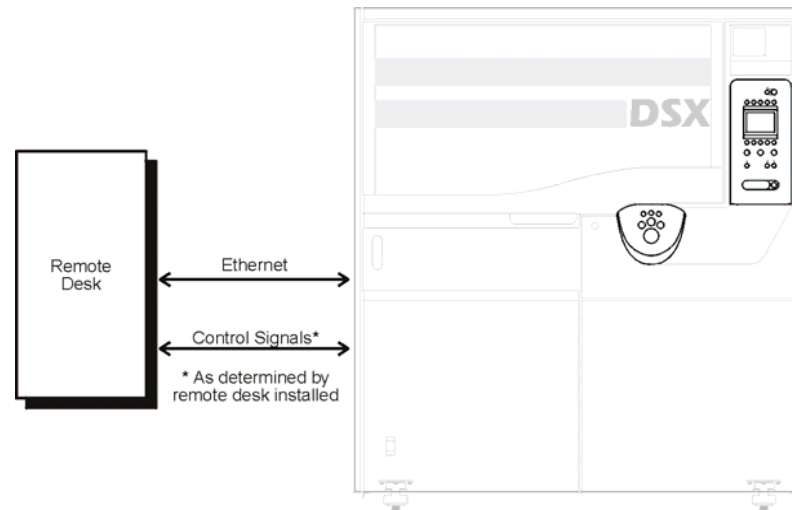 DSX
Remote
Desk
Ethernet
Control Signals*
* As determined by
remote desk installed